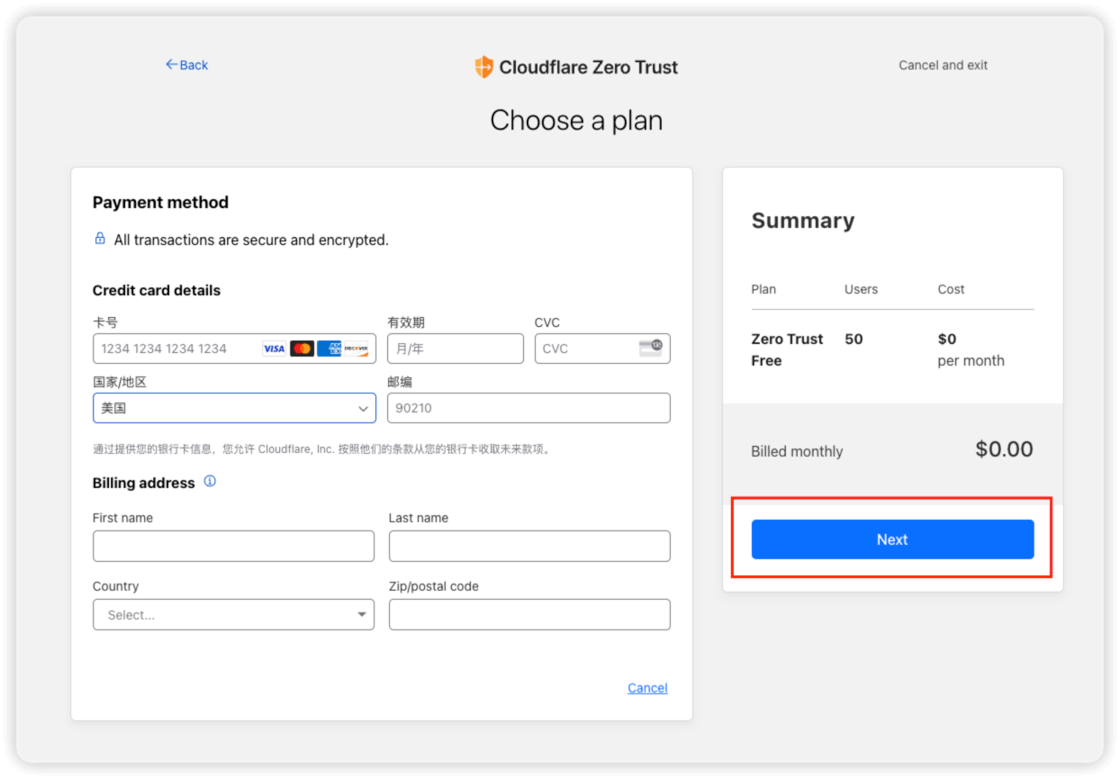 Back
Cloudflare Zero Trust
Cancel and exit
Choose a plan
Payment method
All transactions are secure and encrypted.
Credit card details
卡号
有效期
CVC
1234 1234 1234 1234
VISA
DISCOVER
月/年
CVC
国家/地区
邮编
美国
90210
通过提供您的银行卡信息，您允许 Cloudflare, Inc. 按照他们的条款从您的银行卡收取未来款项。
Billing address
First name
Last name
Country
Zip/postal code
Select...
Cancel
Summary
Plan Users Cost
Zero Trust Free 50 $0 per month
Billed monthly $0.00
Next